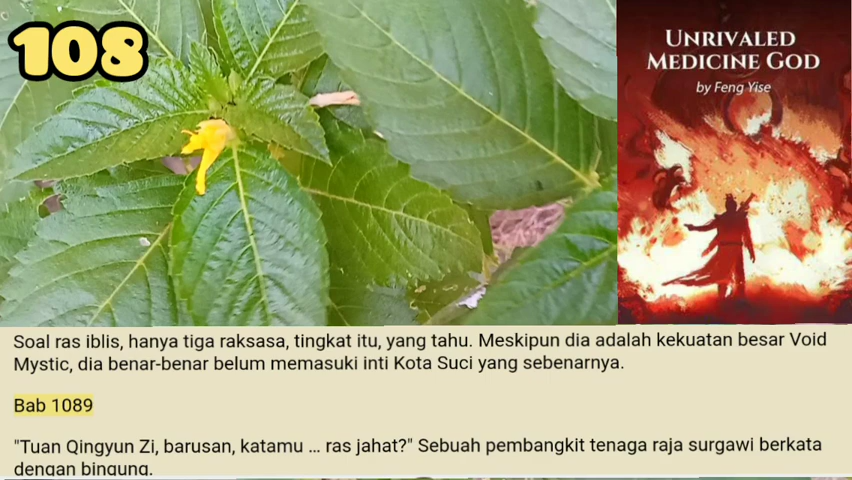 108
UNRIVALED
MEDICINE GOD
by Feng Yise
Soal ras iblis, hanya tiga raksasa, tingkat itu, yang tahu. Meskipun dia adalah kekuatan besar Void
Mystic, dia benar-benar belum memasuki inti Kota Suci yang sebenarnya.
Bab 1089
"Tuan Qingyun Zi, barusan, katamu ... ras jahat?" Sebuah pembangkit tenaga raja surgawi berkata
dengan bingung.